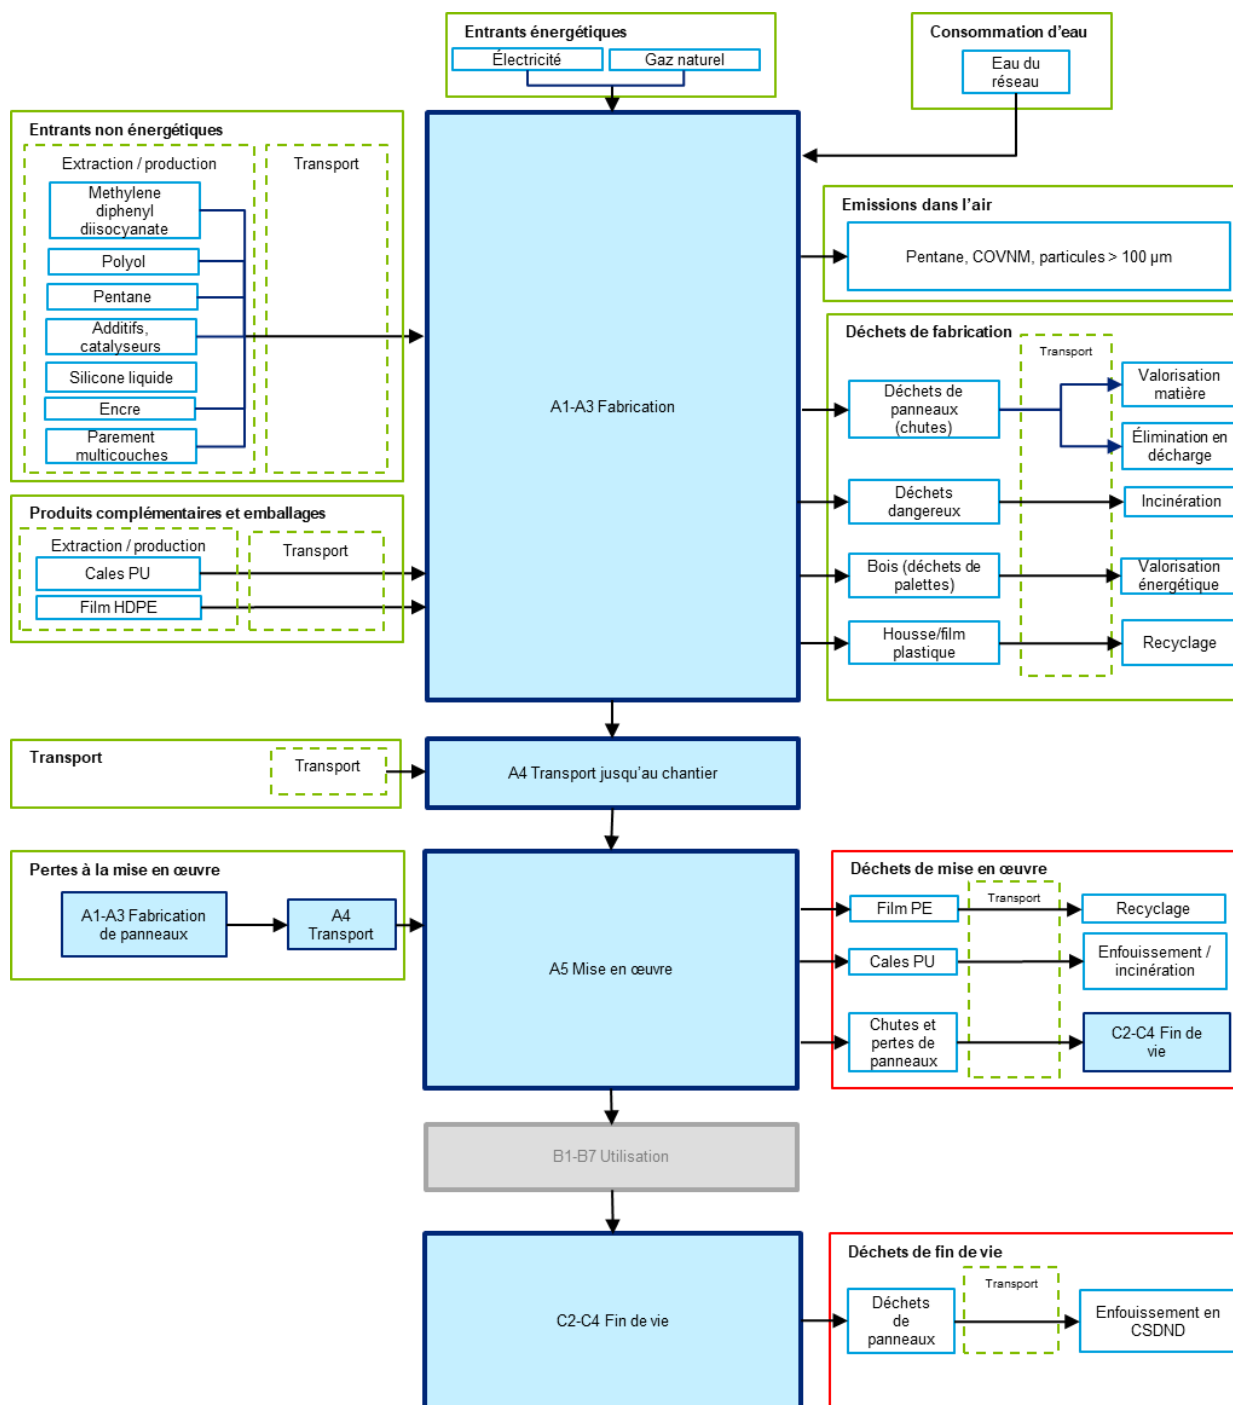 Entrants énergétiques
Électricité
Gaz naturel
Consommation d'eau
Eau du
réseau
Entrants non énergétiques
Extraction / production
Transport
Methylene
diphenyl
diisocyanate
Polyol
Pentane
Additifs,
catalyseurs
Silicone liquide
Encre
Parement
multicouches
Produits complémentaires et emballages
Extraction / production
Transport
Cales PU
Film HDPE
A1-A3 Fabrication
Emissions dans l'air
Pentane, COVNM, particules > 100 µm
Déchets de fabrication
Transport
Déchets de
panneaux
(chutes)
Valorisation
matière
Élimination en
décharge
Déchets
dangereux
Incinération
Bois (déchets de
palettes)
Valorisation
énergétique
Housse/film
plastique
Recyclage
Transport
Transport
A4 Transport jusqu'au chantier
Pertes à la mise en œuvre
A1-A3 Fabrication
de panneaux
A4
Transport
A5 Mise en œuvre
Déchets de mise en œuvre
Transport
Film PE
Recyclage
Cales PU
Enfouissement /
incinération
Chutes et
pertes de
panneaux
C2-C4 Fin de
vie
B1-B7 Utilisation
C2-C4 Fin de vie
Déchets de fin de vie
Transport
Déchets
de
panneaux
Enfouissement en
CSDND